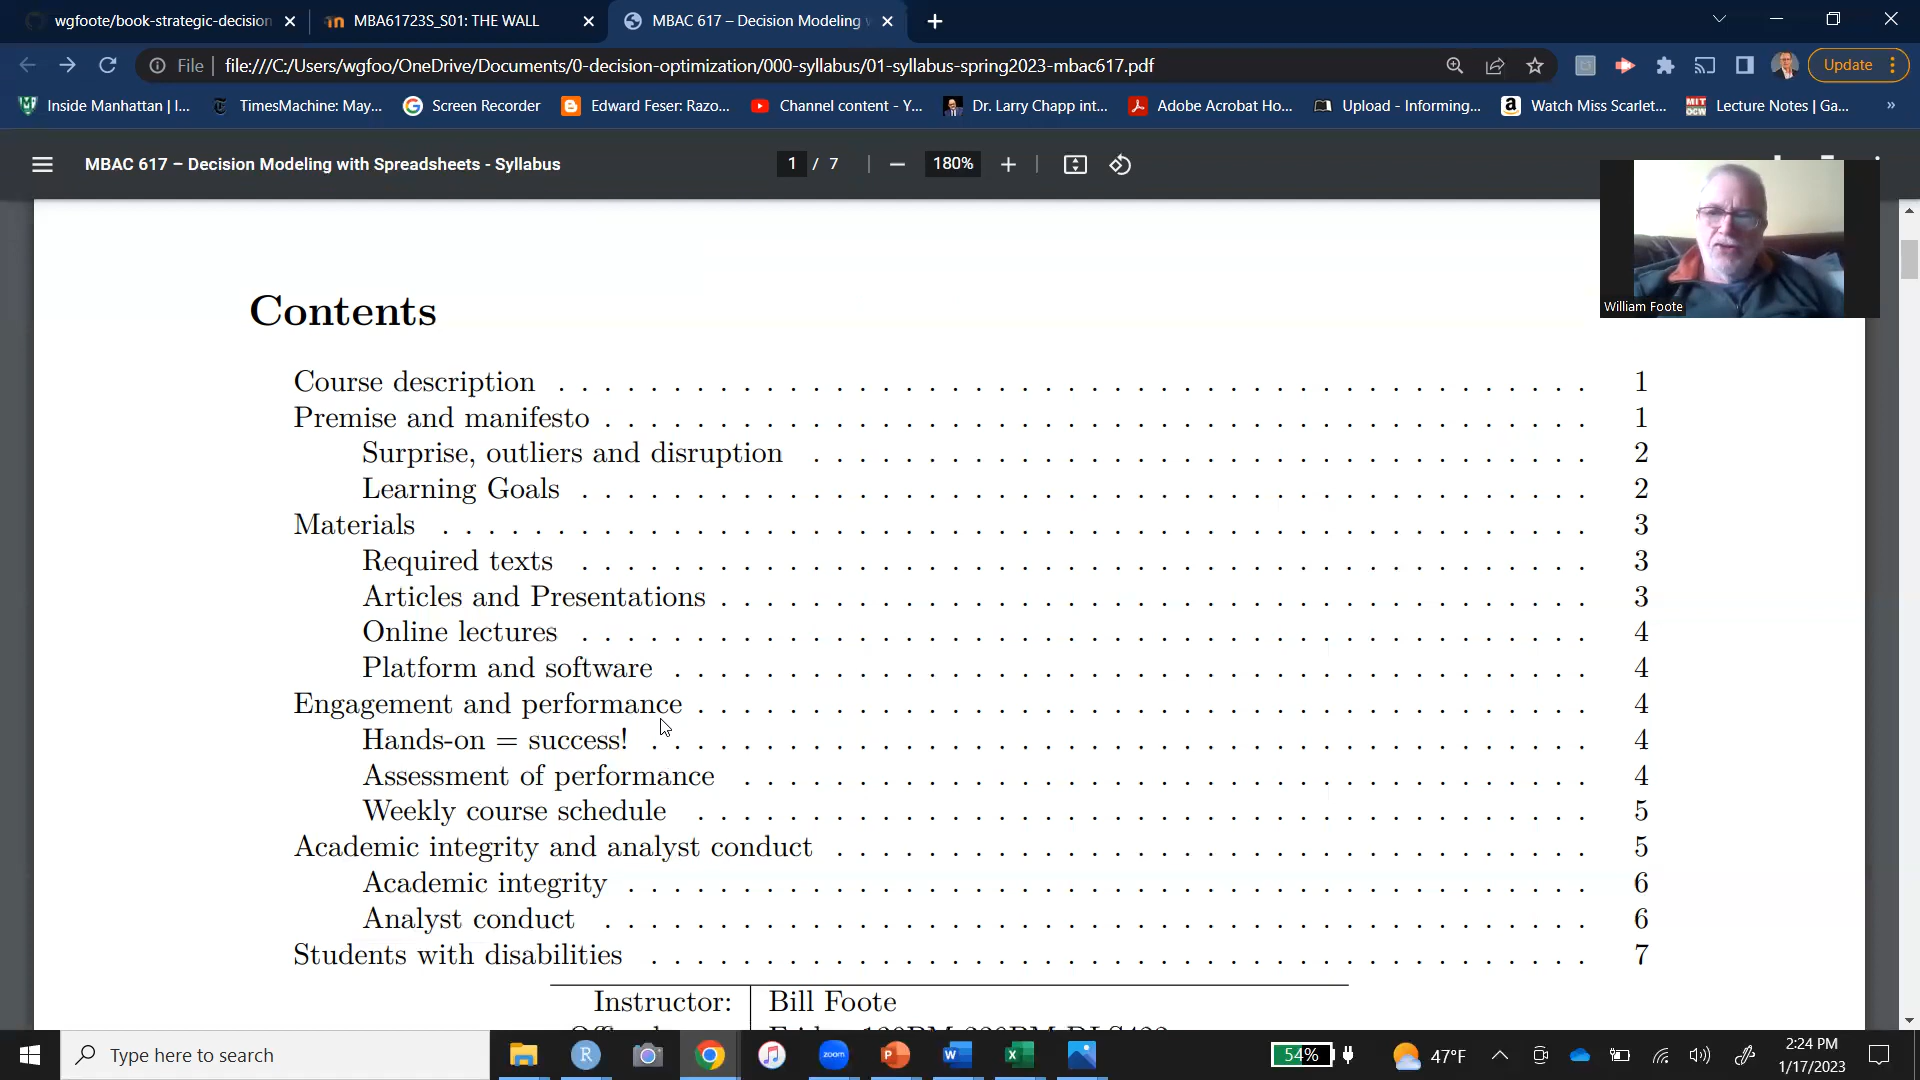 wgfoote/book-strategic-decision
MBA61723S_S01: THE WALL
MBAC 617 – Decision Modeling w
File
file:///C:/Users/wgfoo/OneDrive/Documents/0-decision-optimization/000-syllabus/01-syllabus-spring2023-mbac617.pdf
Update
Inside Manhattan | I...
TimesMachine: May...
Screen Recorder
Edward Feser: Razo...
Channel content - Y...
Dr. Larry Chapp int...
Adobe Acrobat Ho...
Upload - Informing...
Watch Miss Scarlet...
MIT OCW
Lecture Notes | Ga...
»
MBAC 617 – Decision Modeling with Spreadsheets - Syllabus
1 / 7
180%
William Foote
Contents
Course description . . . . . . . . . . . . . . . . . . . . . . . . . . . . . . . . . . . . . . . . . . . . . 1
Premise and manifesto . . . . . . . . . . . . . . . . . . . . . . . . . . . . . . . . . . . . . . . . . . . 1
Surprise, outliers and disruption . . . . . . . . . . . . . . . . . . . . . . . . . . . . . . . . . . 2
Learning Goals . . . . . . . . . . . . . . . . . . . . . . . . . . . . . . . . . . . . . . . . . . . . 2
Materials . . . . . . . . . . . . . . . . . . . . . . . . . . . . . . . . . . . . . . . . . . . . . . . . . . 3
Required texts . . . . . . . . . . . . . . . . . . . . . . . . . . . . . . . . . . . . . . . . . . . . 3
Articles and Presentations . . . . . . . . . . . . . . . . . . . . . . . . . . . . . . . . . . . . . . 3
Online lectures . . . . . . . . . . . . . . . . . . . . . . . . . . . . . . . . . . . . . . . . . . . . 4
Platform and software . . . . . . . . . . . . . . . . . . . . . . . . . . . . . . . . . . . . . . . . 4
Engagement and performance . . . . . . . . . . . . . . . . . . . . . . . . . . . . . . . . . . . . . . . 4
Hands-on = success! . . . . . . . . . . . . . . . . . . . . . . . . . . . . . . . . . . . . . . . . . 4
Assessment of performance . . . . . . . . . . . . . . . . . . . . . . . . . . . . . . . . . . . . . 4
Weekly course schedule . . . . . . . . . . . . . . . . . . . . . . . . . . . . . . . . . . . . . . . 5
Academic integrity and analyst conduct . . . . . . . . . . . . . . . . . . . . . . . . . . . . . . . . . 5
Academic integrity . . . . . . . . . . . . . . . . . . . . . . . . . . . . . . . . . . . . . . . . . . 6
Analyst conduct . . . . . . . . . . . . . . . . . . . . . . . . . . . . . . . . . . . . . . . . . . . 6
Students with disabilities . . . . . . . . . . . . . . . . . . . . . . . . . . . . . . . . . . . . . . . . . 7
Instructor: Bill Foote
Type here to search
zoom
54%
47°F
2:24 PM
1/17/2023